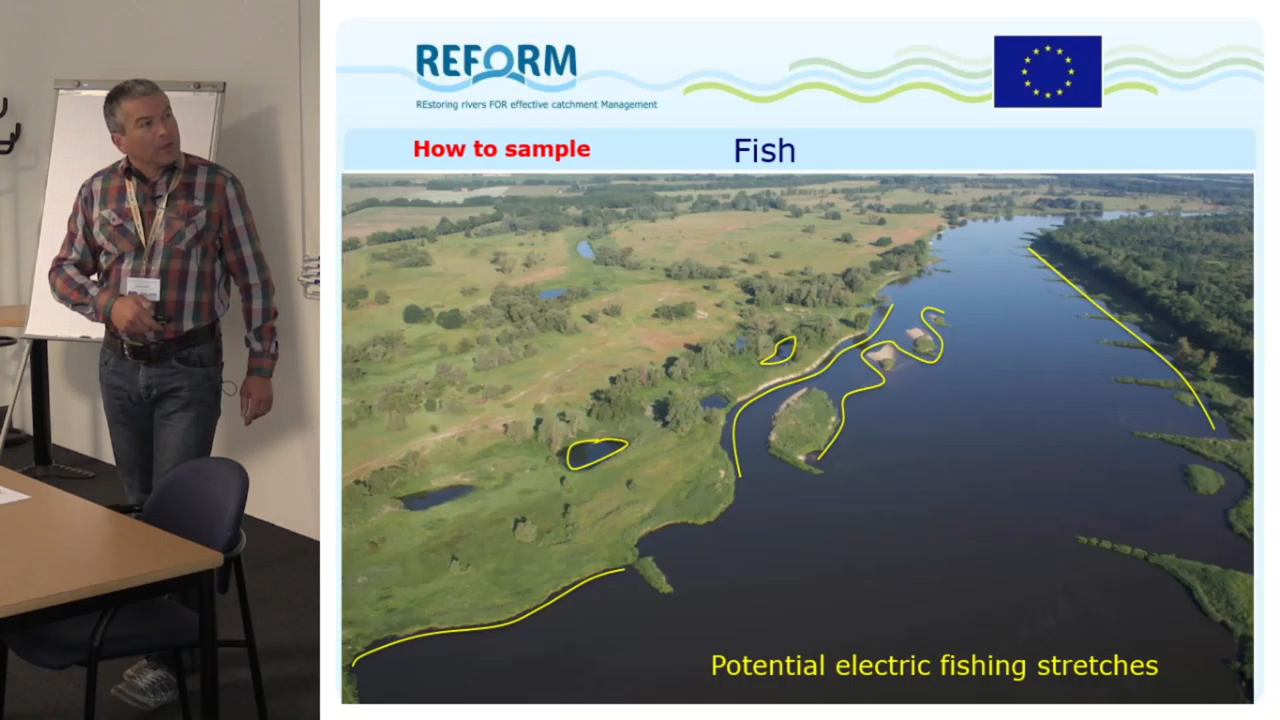 REFORM
REstoring rivers FOR effective catchment Management
How to sample
Fish
Potential electric fishing stretches